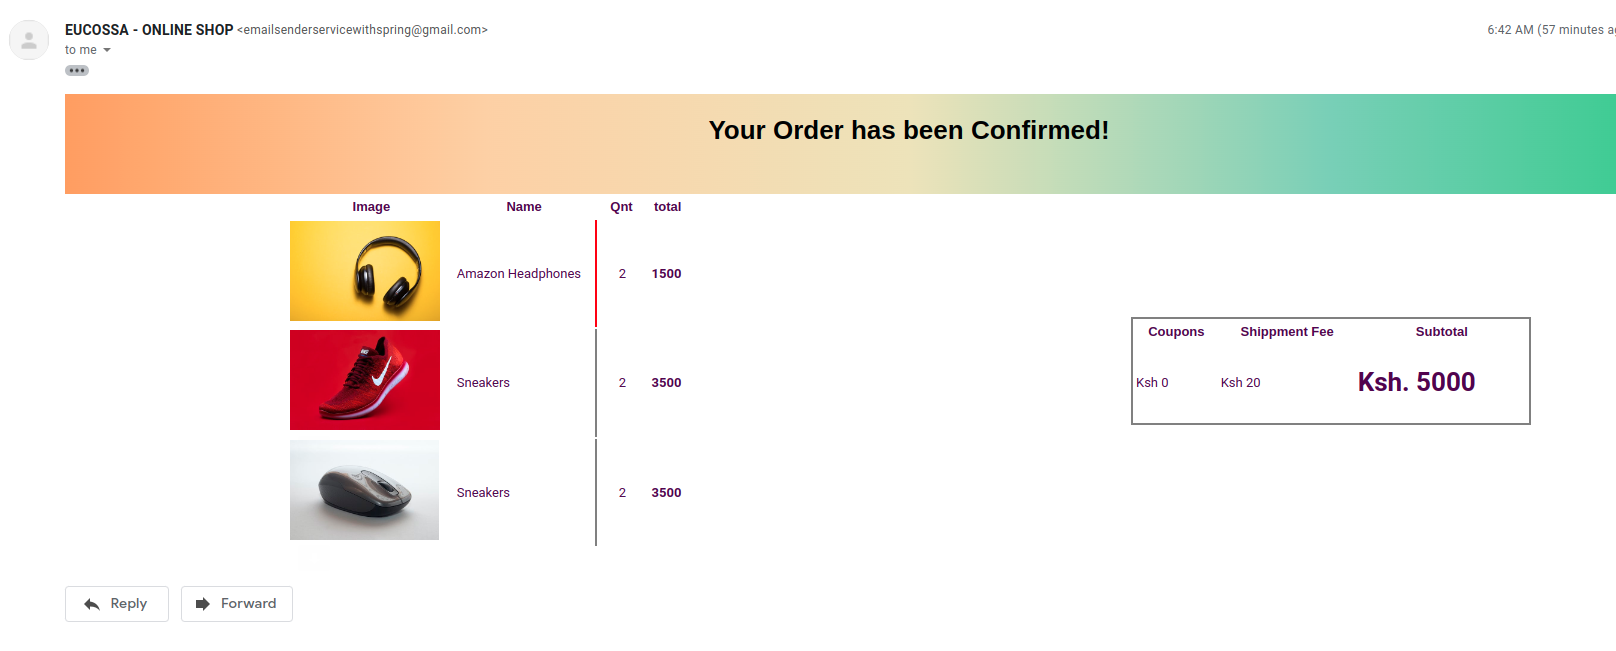 EUCOSSA - ONLINE SHOP <emailsenderservicewithspring@gmail.com> 6:42 AM (57 minutes a
to me
Your Order has been Confirmed!
Image Name Qnt total
Amazon Headphones 2 1500
Sneakers 2 3500
Sneakers 2 3500
Coupons Shippment Fee Subtotal
Ksh 0 Ksh 20 Ksh. 5000
Reply Forward